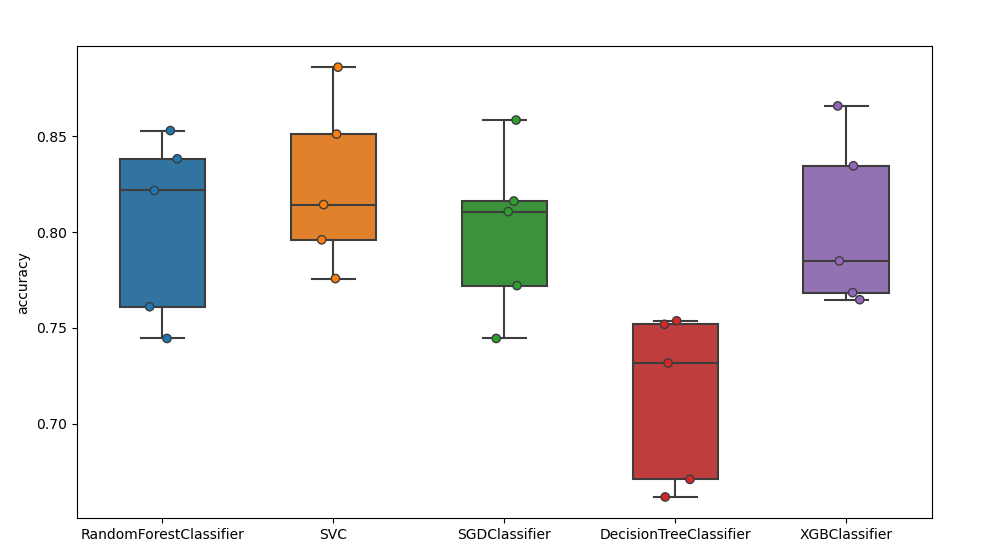 0.85
0.80
0.75
0.70
accuracy
RandomForestClassifier
SVC
SGDClassifier
DecisionTreeClassifier
XGBClassifier